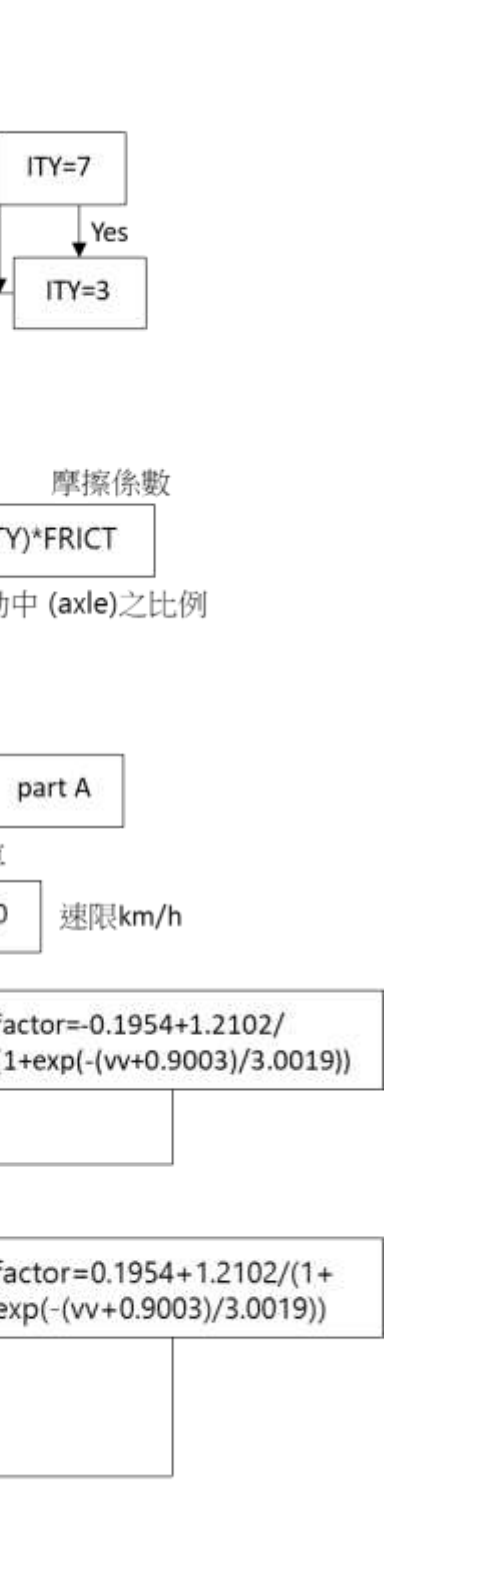 ITY=7
Yes
ITY=3
摩擦係數
TY)*FRICT
中 (axle)之比例
part A
0
速限km/h
factor=-0.1954+1.2102/
(1+exp(-(vv+0.9003)/3.0019))
factor=0.1954+1.2102/(1+
exp(-(vv+0.9003)/3.0019))